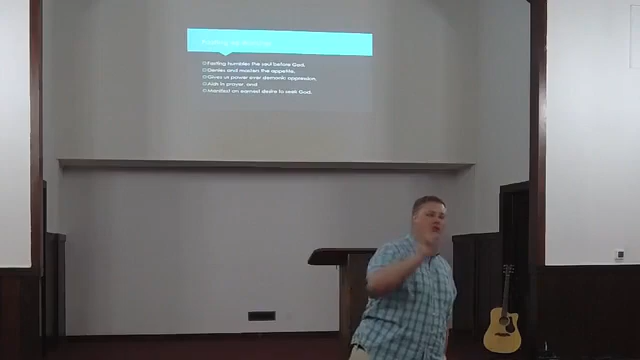 Fasting humbles the soul before God,
Denies and masters the appetite,
Gives us power over demonic oppression,
Aids in prayer, and
Manifest an earnest desire to seek God.